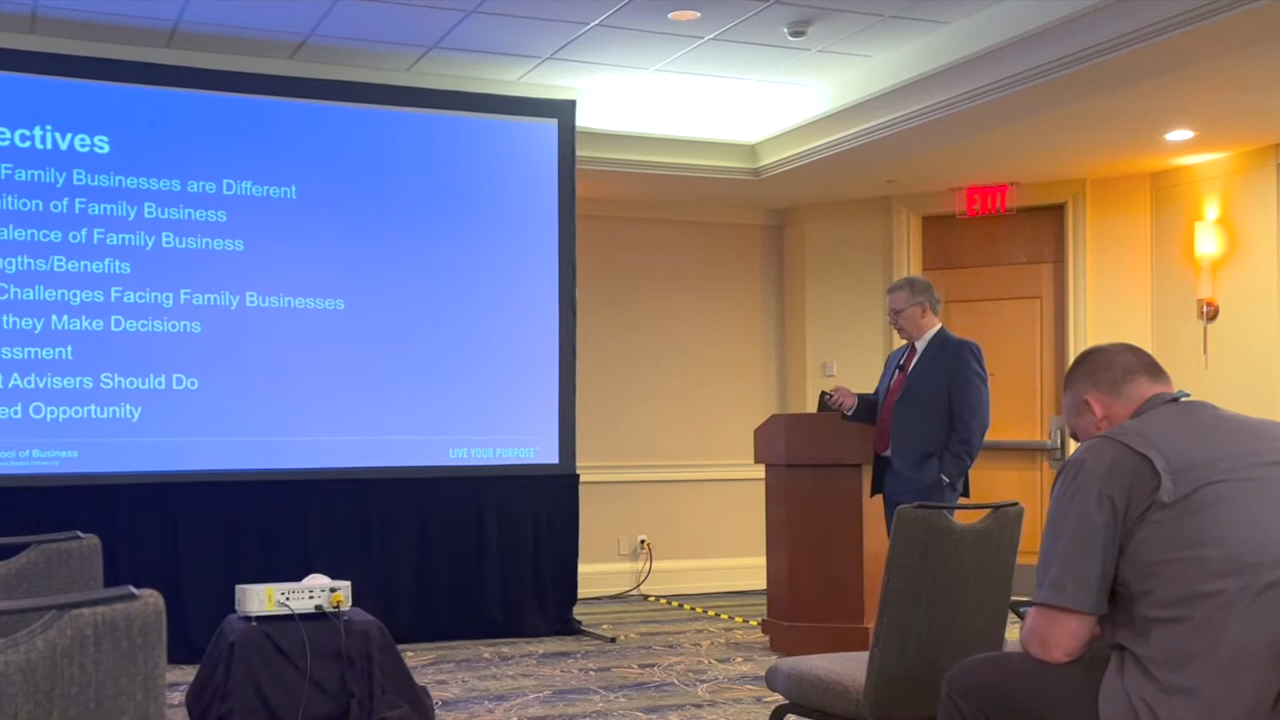 ectives
Family Businesses are Different
ition of Family Business
alence of Family Business
ngths/Benefits
Challenges Facing Family Businesses
they Make Decisions
ssment
t Advisers Should Do
ed Opportunity
ool of Business
LIVE YOUR PURPOSE
EXIT